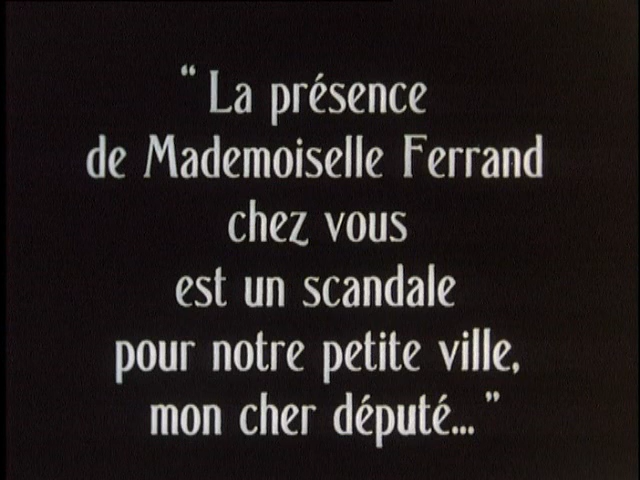 “ La présence
de Mademoiselle Ferrand
chez vous
est un scandale
pour notre petite ville,
mon cher député... ”